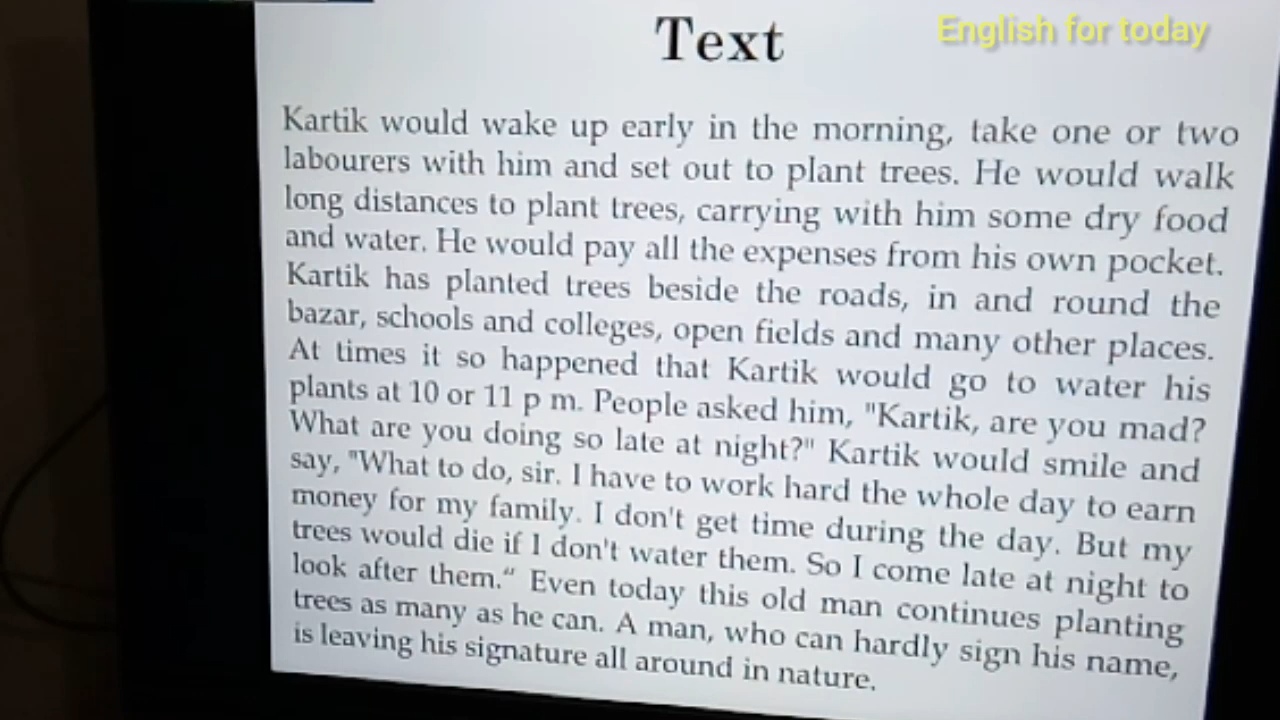 English for today
Text
Kartik would wake up early in the morning, take one or two
labourers with him and set out to plant trees. He would walk
long distances to plant trees, carrying with him some dry food
and water. He would pay all the expenses from his own pocket.
Kartik has planted trees beside the roads, in and round the
bazar, schools and colleges, open fields and many other places.
At times it so happened that Kartik would go to water his
plants at 10 or 11 p m. People asked him, "Kartik, are you mad?
What are you doing so late at night?" Kartik would smile and
say, "What to do, sir. I have to work hard the whole day to earn
money for my family. I don't get time during the day. But my
trees would die if I don't water them. So I come late at night to
look after them.“ Even today this old man continues planting
trees as many as he can. A man, who can hardly sign his name,
is leaving his signature all around in nature.